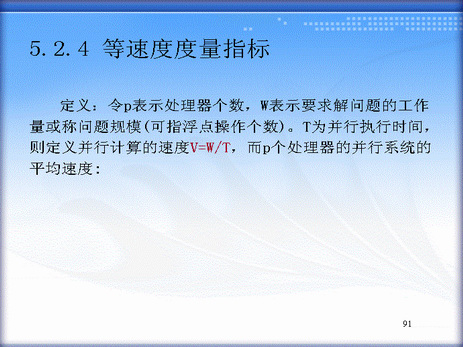 5.2.4 等速度度量指标
定义: 令p表示处理器个数, W表示要求解问题的工作
量或称问题规模(可指浮点操作个数)。T为并行执行时间,
则定义并行计算的速度V=W/T, 而p个处理器的并行系统的
平均速度:
91